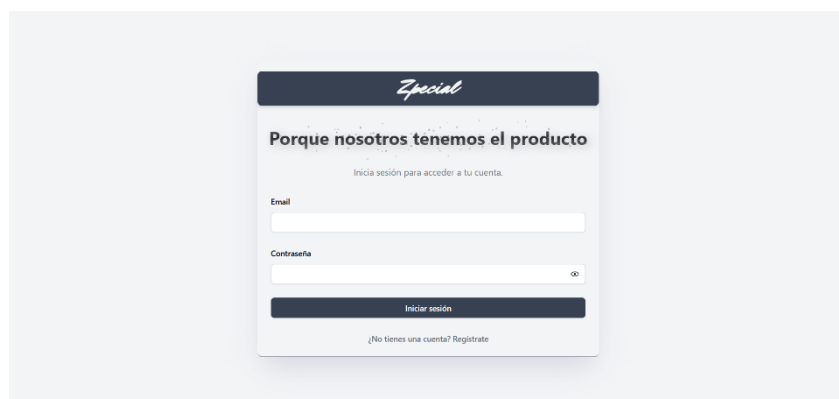 Zpecial
Porque nosotros tenemos el producto
Inicia sesión para acceder a tu cuenta.
Email
Contraseña
Iniciar sesión
¿No tienes una cuenta? Regístrate